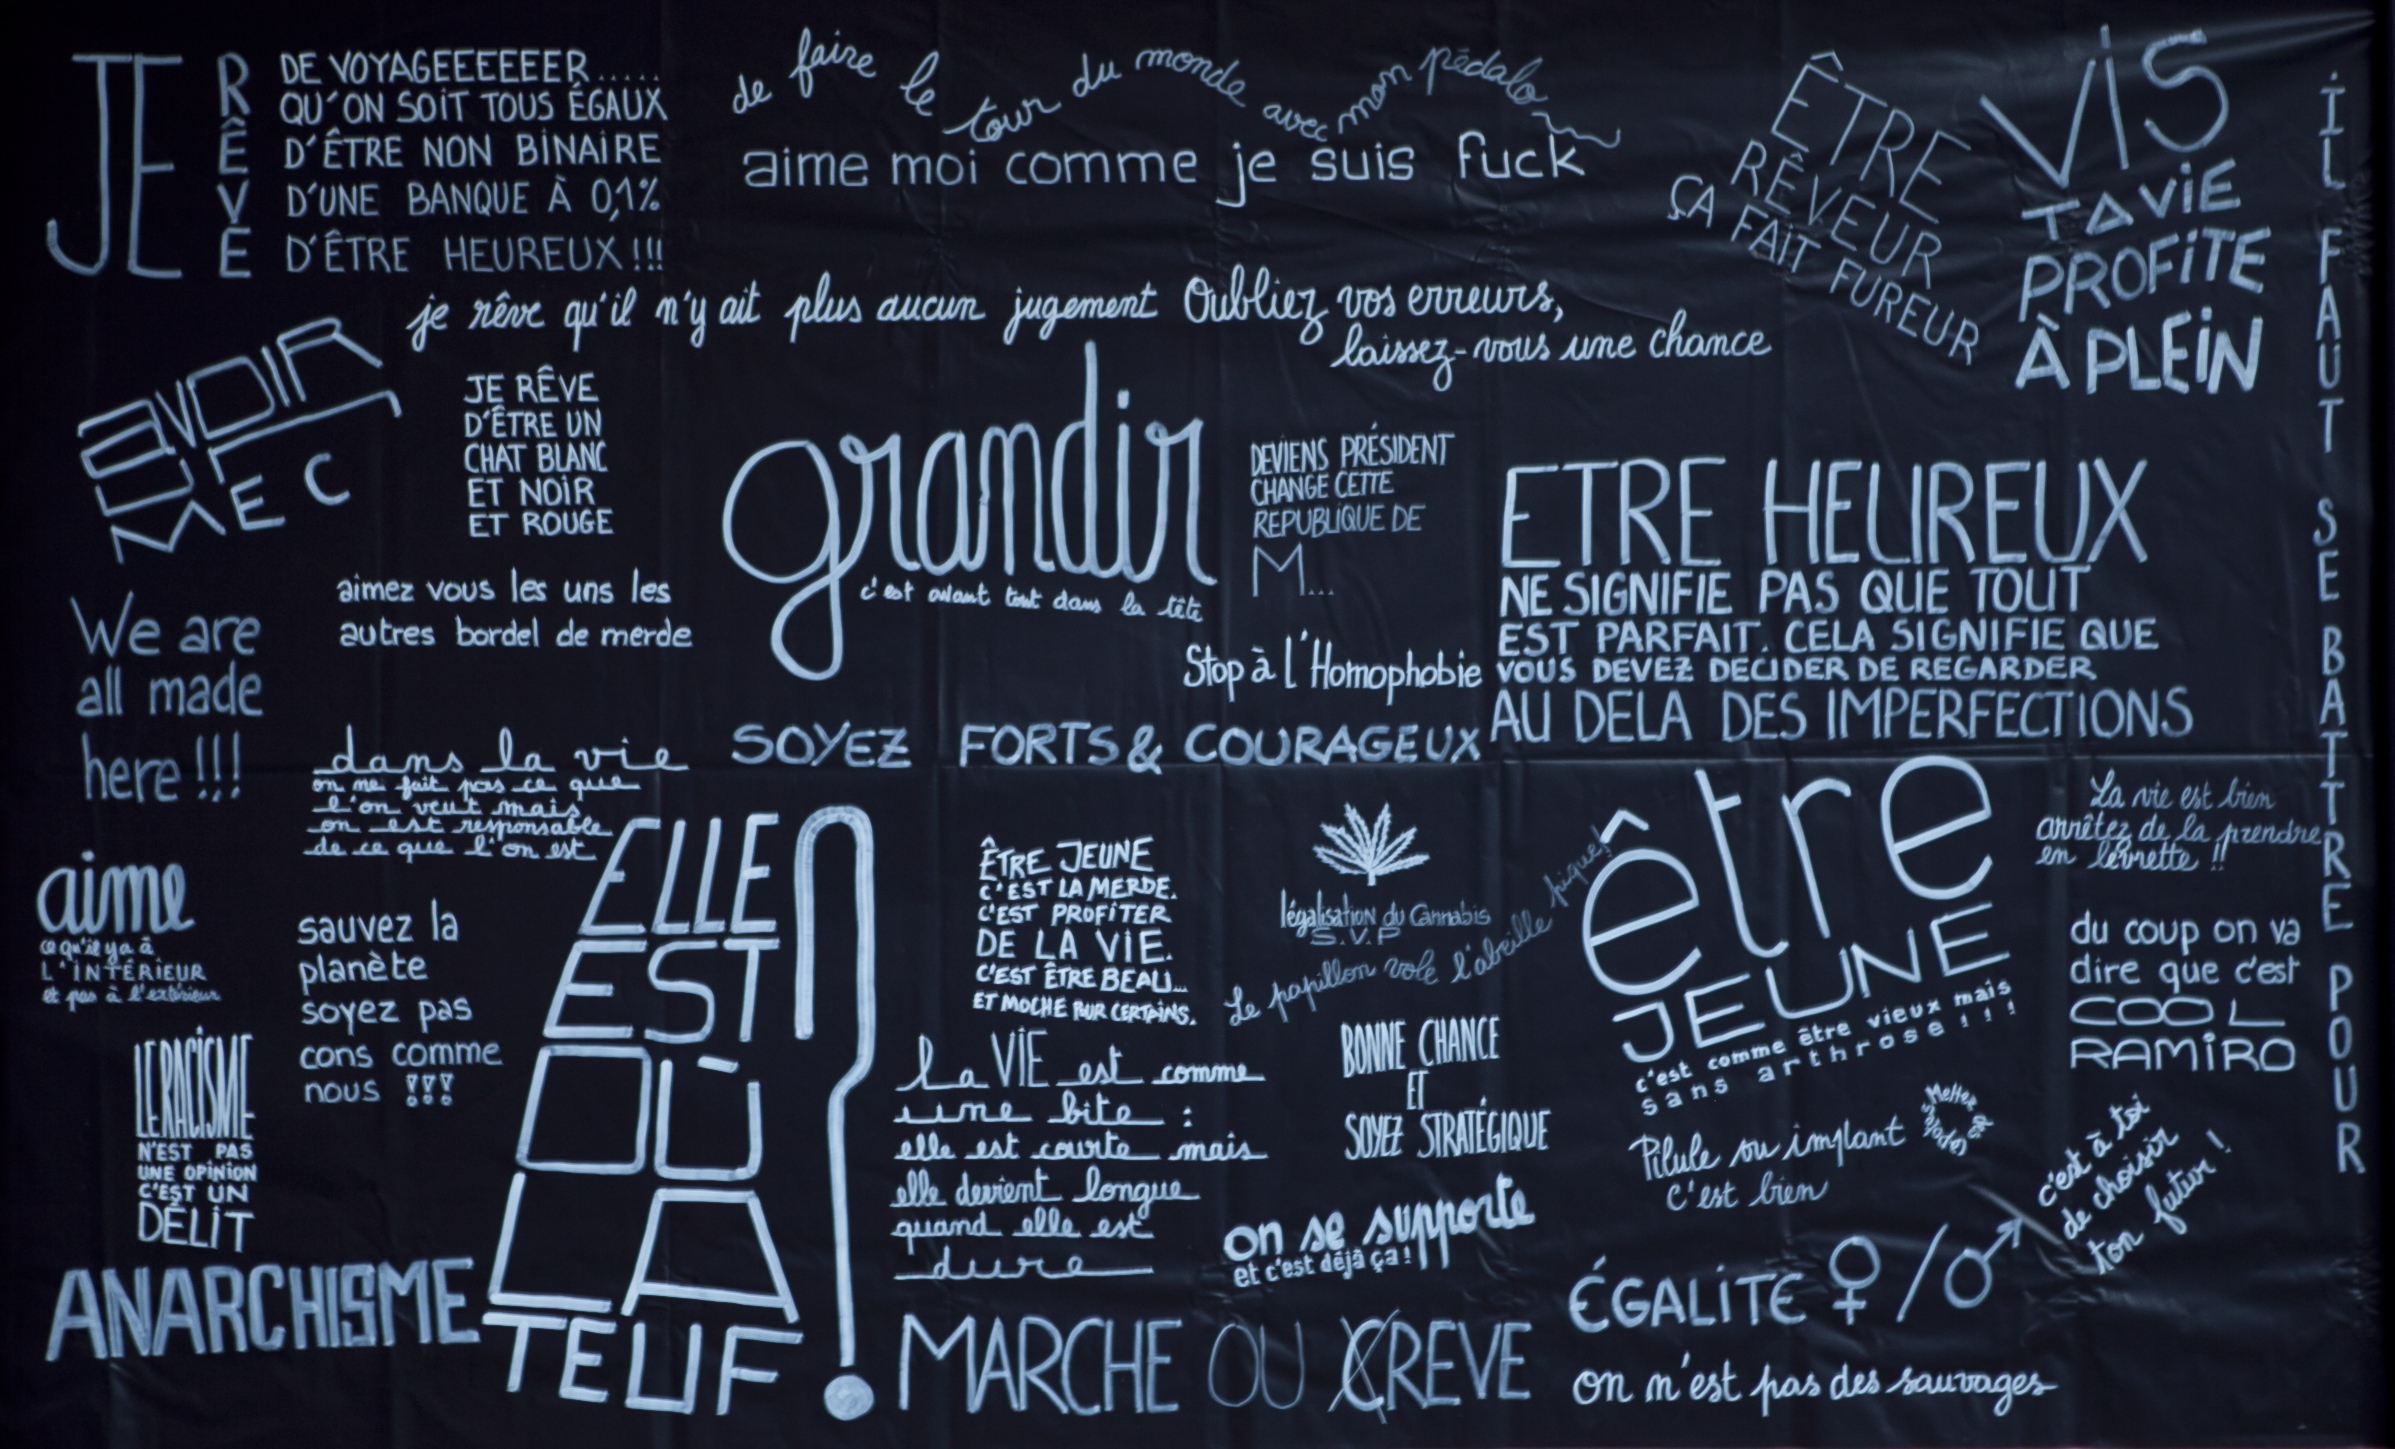 JE
RÊVE
DE VOYAGEEEEEER.....
QU'ON SOIT TOUS ÉGAUX
D'ÊTRE NON BINAIRE
D'UNE BANQUE À 0,1%
D'ÊTRE HEUREUX !!!
de faire le tour du monde avec mon pédalo
aime moi comme je suis fuck
ÊTRE
RÊVEUR
ÇA FAIT FUREUR
VIS
TA VIE
PROFITE
À PLEIN
IL FAUT SE BATTRE POUR
je rêve qu'il n'y ait plus aucun jugement
Oubliez vos erreurs,
laissez-vous une chance
AVOIR
UN
MEC
JE RÊVE
D'ÊTRE UN
CHAT BLANC
ET NOIR
ET ROUGE
grandir
c'est avant tout dans la tête
DEVIENS PRÉSIDENT
CHANGE CETTE
REPUBLIQUE DE
M...
ETRE HEUREUX
NE SIGNIFIE PAS QUE TOUT
EST PARFAIT. CELA SIGNIFIE QUE
VOUS DEVEZ DECIDER DE REGARDER
AU DELA DES IMPERFECTIONS
We are
all made
here !!!
aimez vous les uns les
autres bordel de merde
Stop à l'Homophobie
SOYEZ FORTS & COURAGEUX
dans la vie
on ne fait pas ce que
l'on veut mais
on est responsable
de ce que l'on est
aime
ce qu'il y a à
L'INTÉRIEUR
et pas à l'extérieur
sauvez la
planète
soyez pas
cons comme
nous !!!
ELLE
EST
OÙ
LA
TEUF ?
ÊTRE JEUNE
C'EST LA MERDE.
C'EST PROFITER
DE LA VIE.
C'EST ÊTRE BEAU...
ET MOCHE POUR CERTAINS.
légalisation du Cannabis
S.V.P
Le papillon vole l'abeille pique!
être
JEUNE
c'est comme être vieux mais
sans arthrose !!!
La vie est bien
arrêtez de la prendre
en levrette !!
du coup on va
dire que c'est
COOL
RAMIRO
LE RACISME
N'EST PAS
UNE OPINION
C'EST UN
DÉLIT
La VIE est comme
une bite :
elle est courte mais
elle devient longue
quand elle est
dure
BONNE CHANCE
ET
SOYEZ STRATÉGIQUE
Mettez des capotes
Pilule ou implant
c'est bien
c'est à toi
de choisir
ton futur !
on se supporte
et c'est déjà ça !
ANARCHISME
MARCHE OU CREVE
ÉGALITÉ ♀/♂
on n'est pas des sauvages